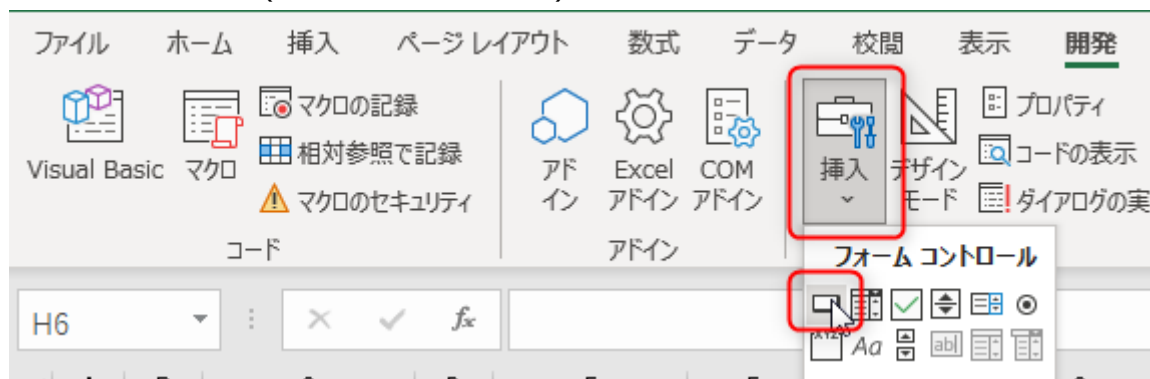 ファイル ホーム 挿入 ページ レイアウト 数式 データ 校閲 表示 開発
Visual Basic
マクロ
マクロの記録
相対参照で記録
マクロのセキュリティ
コード
アド
イン
Excel
アドイン
COM
アドイン
アドイン
挿入
デザイン
モード
プロパティ
コードの表示
ダイアログの実
フォーム コントロール
Aa
ab
H6
fx